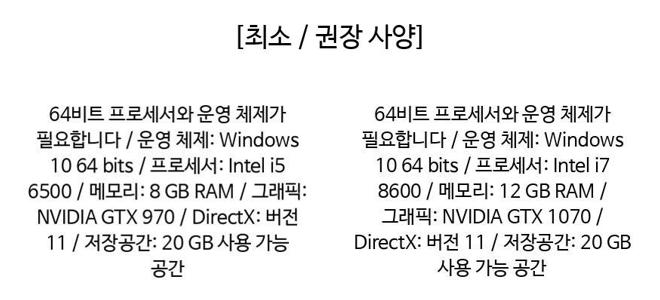 [최소 / 권장 사양]
64비트 프로세서와 운영 체제가
필요합니다 / 운영 체제: Windows
10 64 bits / 프로세서: Intel i5
6500 / 메모리: 8 GB RAM / 그래픽:
NVIDIA GTX 970 / DirectX: 버전
11 / 저장공간: 20 GB 사용 가능
공간
64비트 프로세서와 운영 체제가
필요합니다 / 운영 체제: Windows
10 64 bits / 프로세서: Intel i7
8600 / 메모리: 12 GB RAM /
그래픽: NVIDIA GTX 1070 /
DirectX: 버전 11 / 저장공간: 20 GB
사용 가능 공간